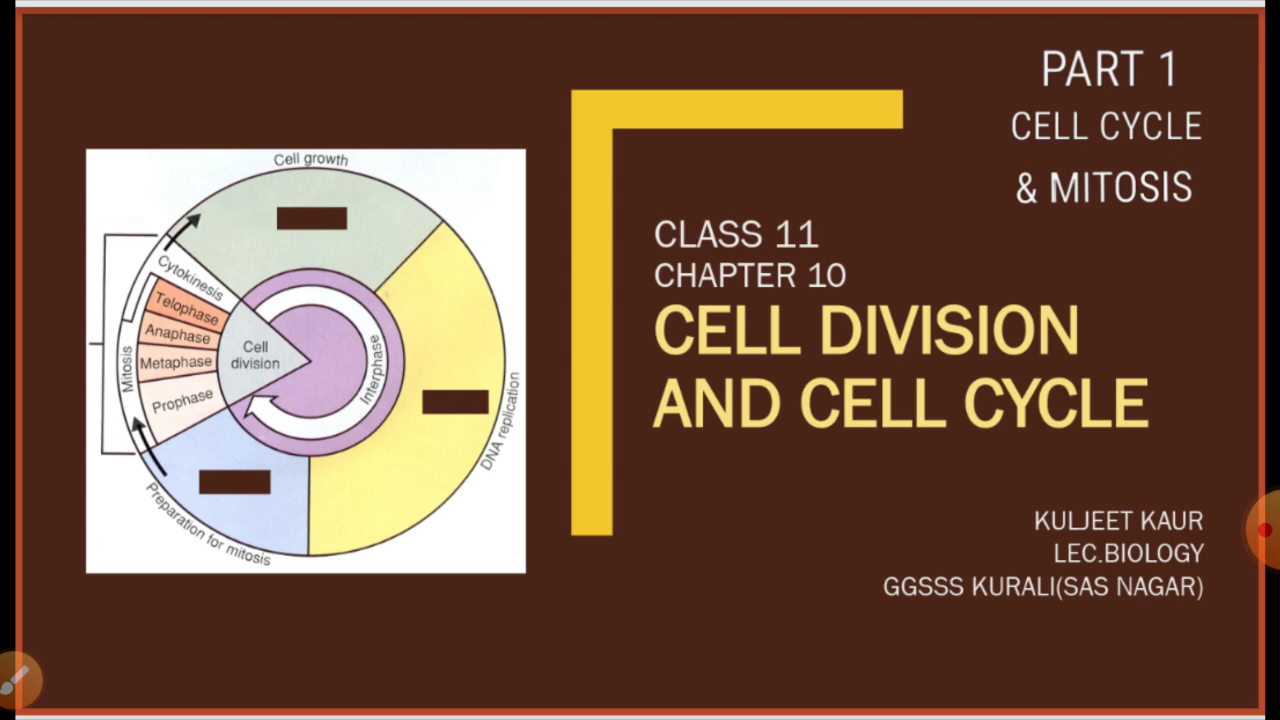 PART 1
CELL CYCLE
& MITOSIS
CLASS 11
CHAPTER 10
CELL DIVISION
AND CELL CYCLE
KULJEET KAUR
LEC.BIOLOGY
GGSSS KURALI(SAS NAGAR)
Cell growth
Cytokinesis
Telophase
Anaphase
Metaphase
Prophase
Mitosis
Cell
division
Interphase
DNA replication
Preparation for mitosis